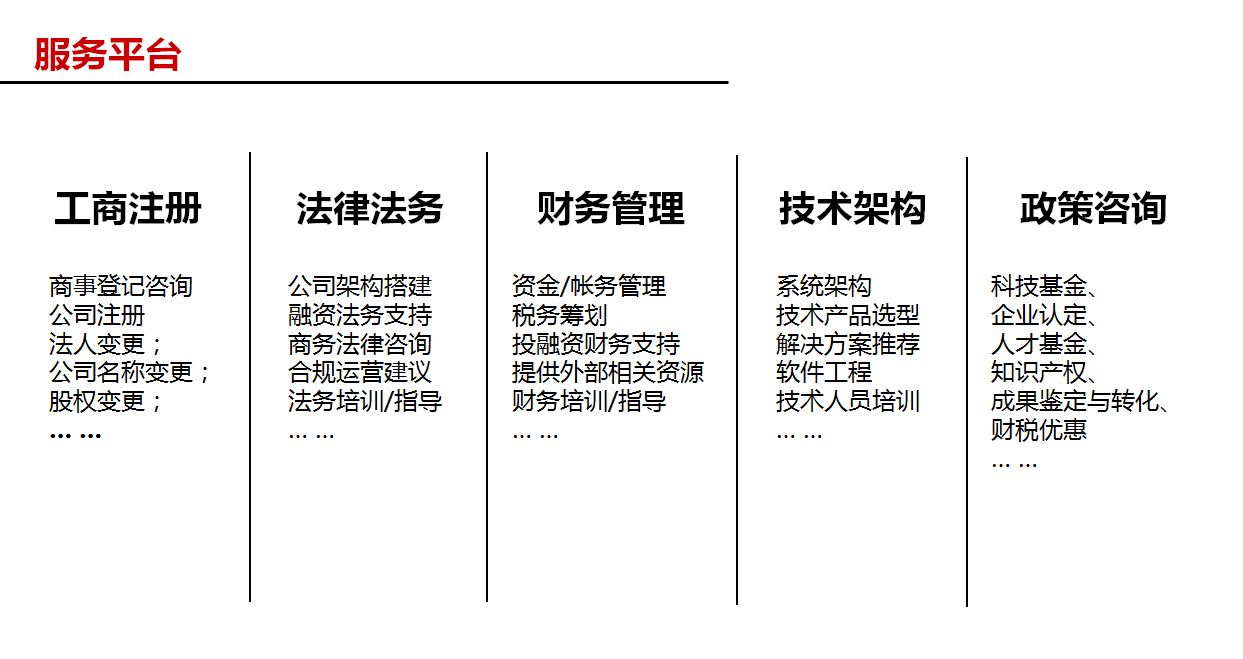 服务平台
工商注册
商事登记咨询
公司注册
法人变更；
公司名称变更；
股权变更；
... ...
法律法务
公司架构搭建
融资法务支持
商务法律咨询
合规运营建议
法务培训/指导
... ...
财务管理
资金/帐务管理
税务筹划
投融资财务支持
提供外部相关资源
财务培训/指导
... ...
技术架构
系统架构
技术产品选型
解决方案推荐
软件工程
技术人员培训
... ...
政策咨询
科技基金、
企业认定、
人才基金、
知识产权、
成果鉴定与转化、
财税优惠
... ...